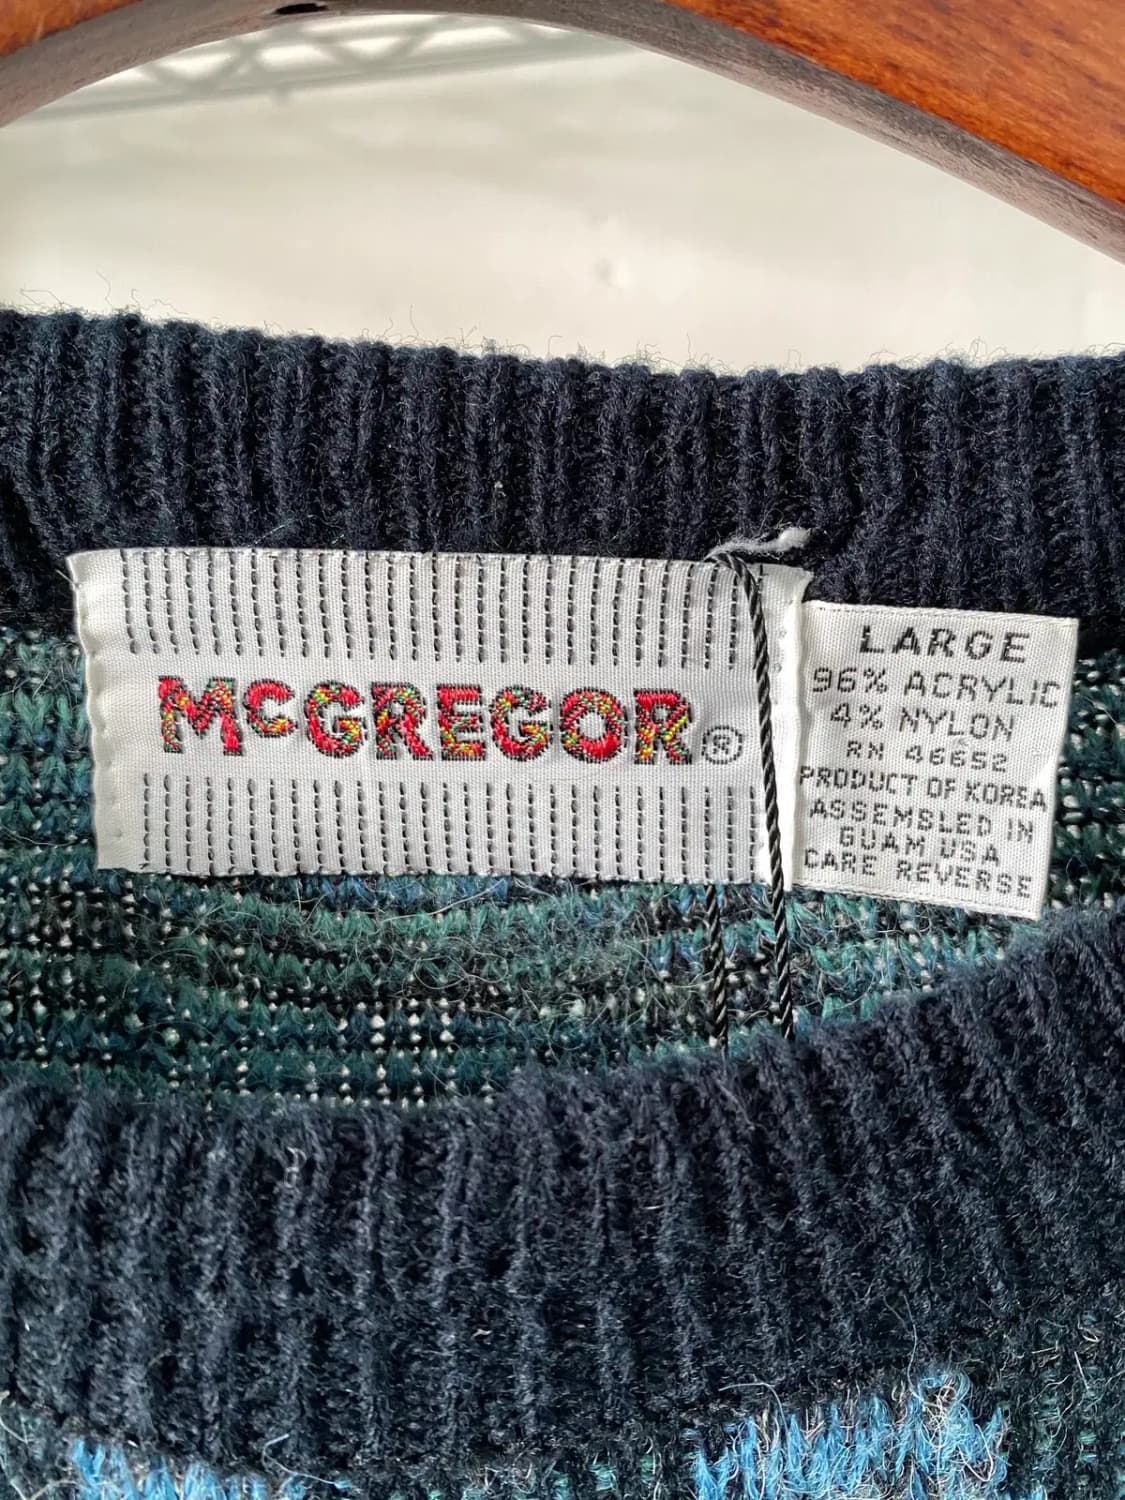 McGREGOR®
LARGE
96% ACRYLIC
4% NYLON
RN 46652
PRODUCT OF KOREA
ASSEMBLED IN
GUAM USA
CARE REVERSE